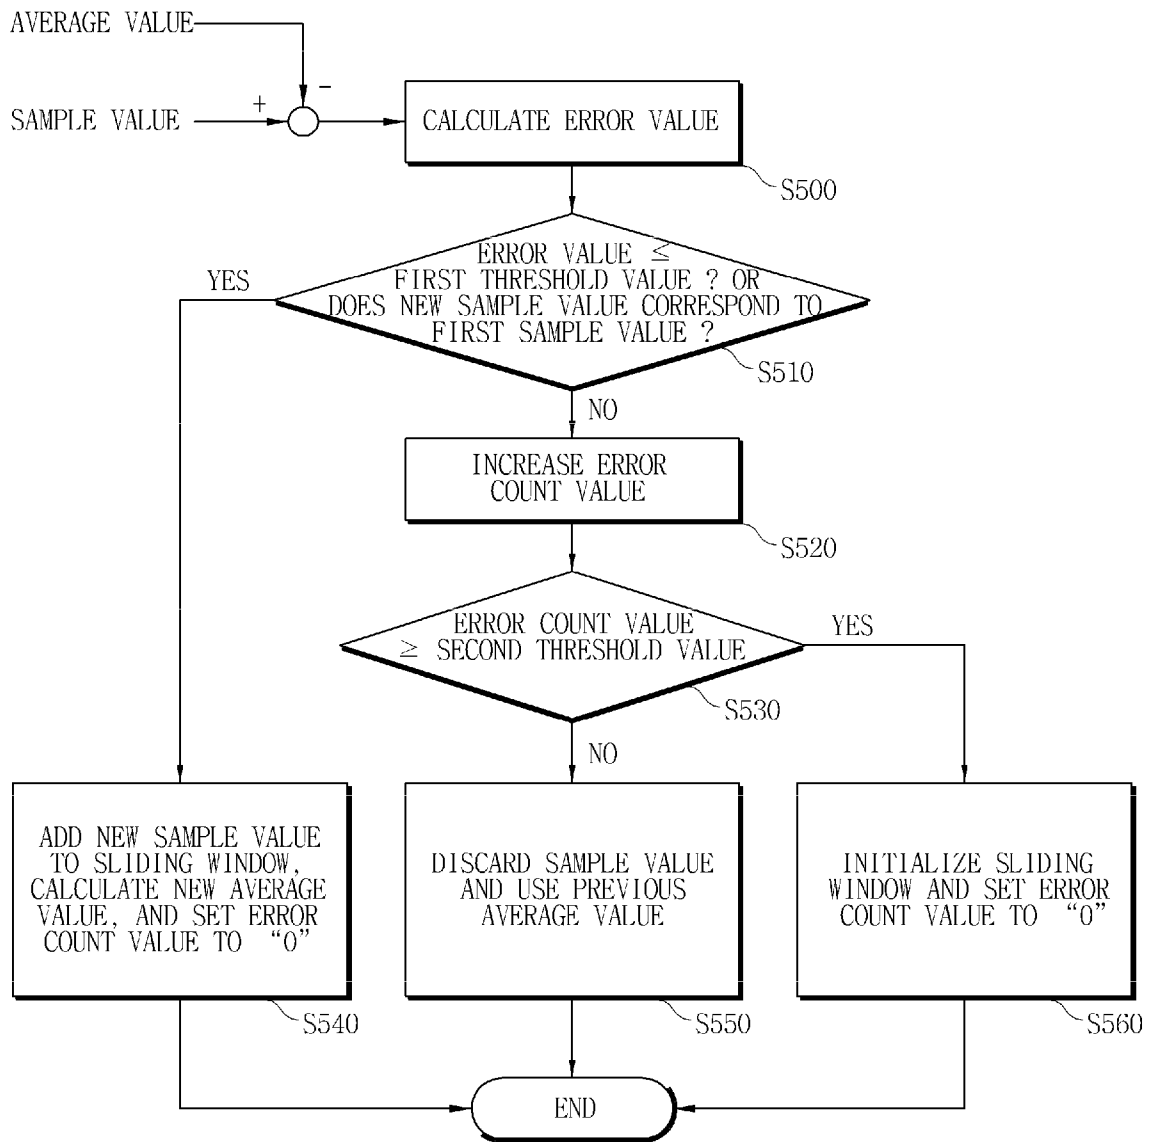 AVERAGE VALUE
−
+
SAMPLE VALUE
CALCULATE ERROR VALUE
S500
ERROR VALUE ≤
FIRST THRESHOLD VALUE ? OR
DOES NEW SAMPLE VALUE CORRESPOND TO
FIRST SAMPLE VALUE ?
YES
S510
NO
INCREASE ERROR
COUNT VALUE
S520
ERROR COUNT VALUE
≥ SECOND THRESHOLD VALUE
YES
S530
NO
ADD NEW SAMPLE VALUE
TO SLIDING WINDOW,
CALCULATE NEW AVERAGE
VALUE, AND SET ERROR
COUNT VALUE TO “0”
S540
DISCARD SAMPLE VALUE
AND USE PREVIOUS
AVERAGE VALUE
S550
INITIALIZE SLIDING
WINDOW AND SET ERROR
COUNT VALUE TO “0”
S560
END